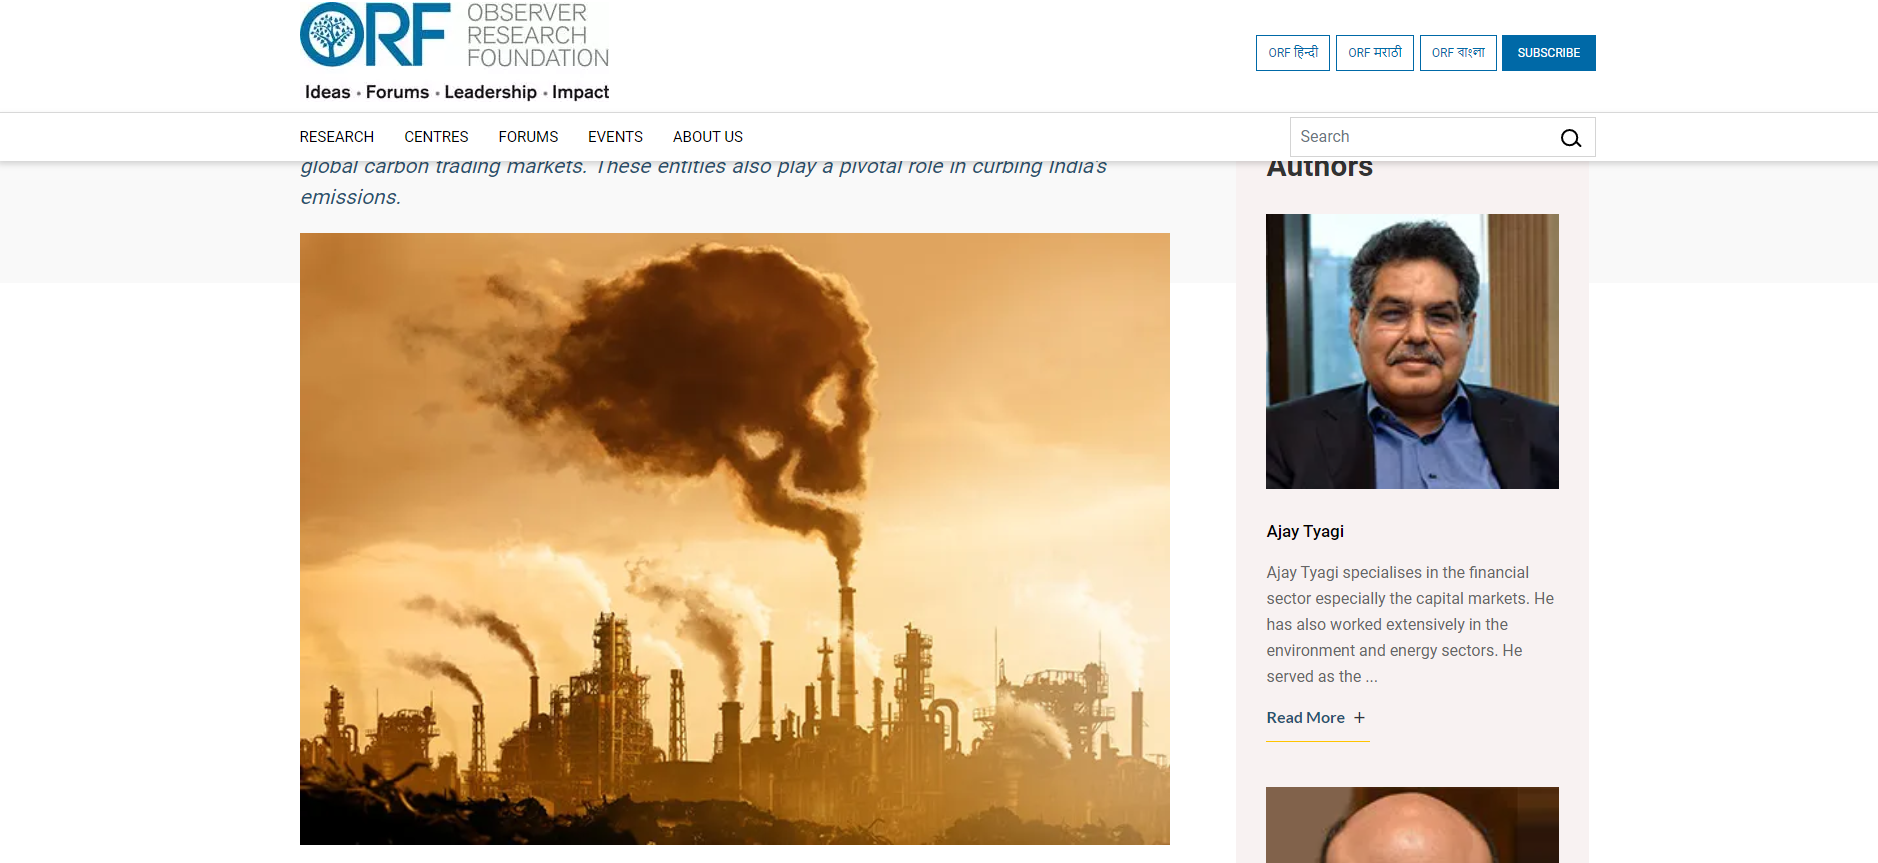 ORF
OBSERVER
RESEARCH
FOUNDATION
Ideas • Forums • Leadership • Impact
ORF हिन्दी
ORF मराठी
ORF বাংলা
SUBSCRIBE
RESEARCH
CENTRES
FORUMS
EVENTS
ABOUT US
Search
global carbon trading markets. These entities also play a pivotal role in curbing India's
emissions.
Authors
Ajay Tyagi
Ajay Tyagi specialises in the financial
sector especially the capital markets. He
has also worked extensively in the
environment and energy sectors. He
served as the ...
Read More +